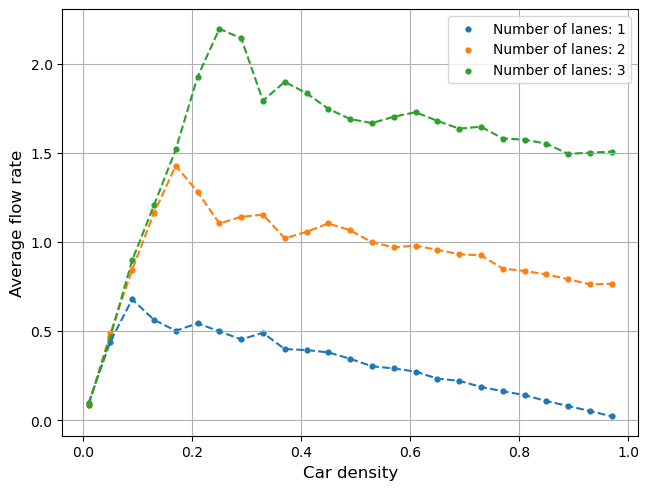 Number of lanes: 1
Number of lanes: 2
Number of lanes: 3
2.0
1.5
1.0
0.5
0.0
Average flow rate
0.0 0.2 0.4 0.6 0.8 1.0
Car density